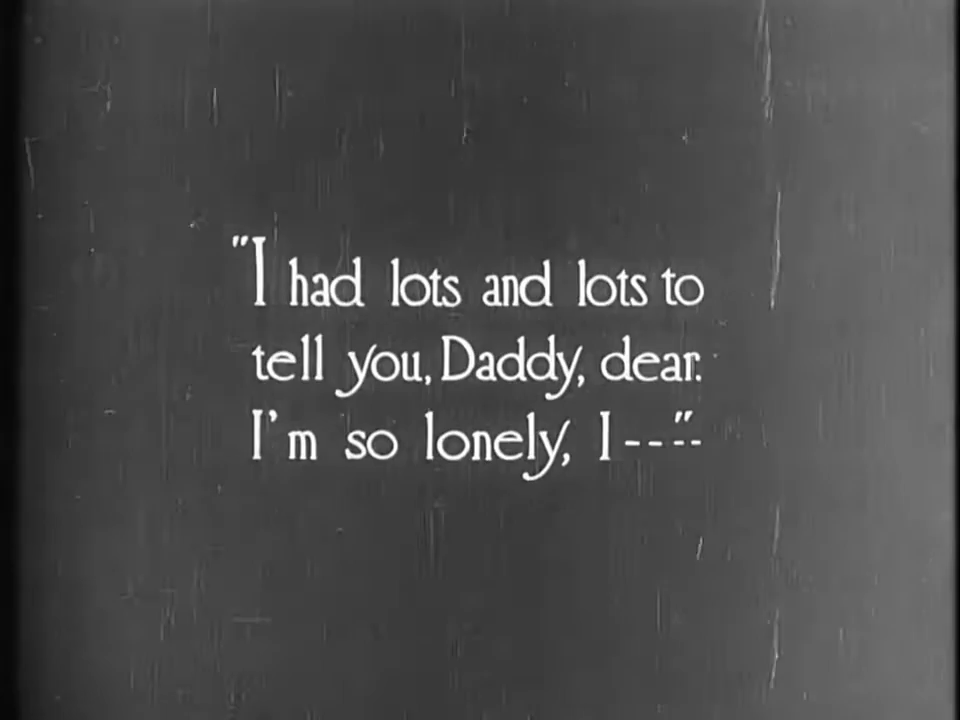 "I had lots and lots to
tell you, Daddy, dear.
I'm so lonely, I----"